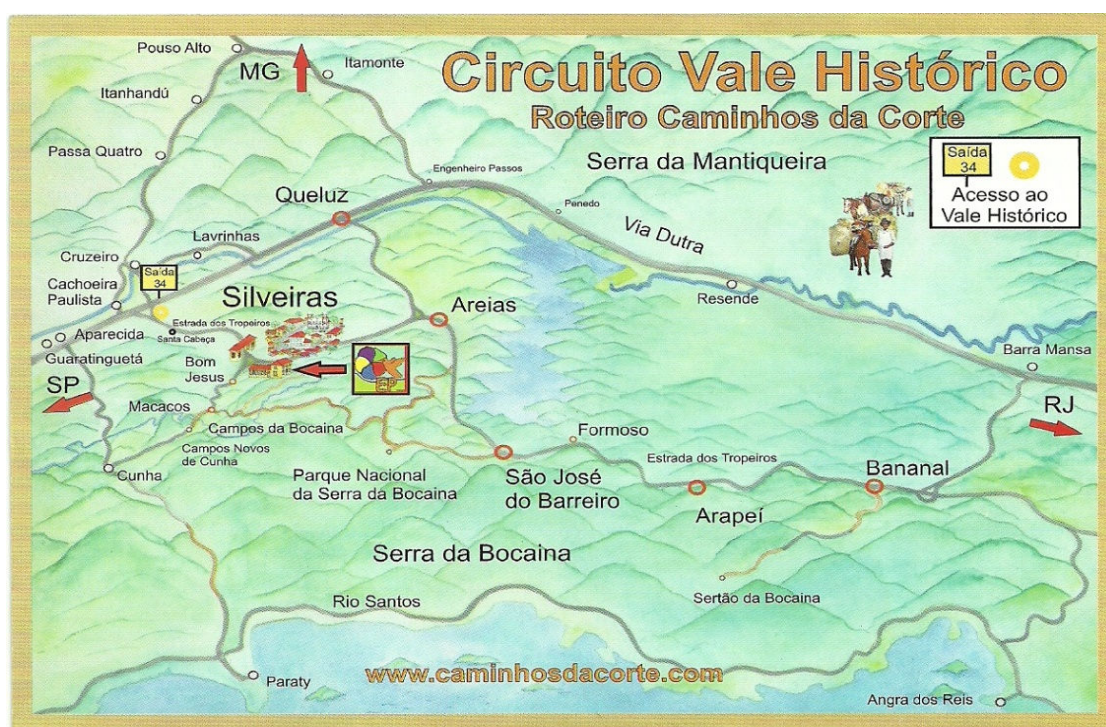 Circuito Vale Histórico
Roteiro Caminhos da Corte
Pouso Alto
MG
Itamonte
Itanhandú
Passa Quatro
Serra da Mantiqueira
Saída
34
Acesso ao
Vale Histórico
Engenheiro Passos
Queluz
Penedo
Via Dutra
Lavrinhas
Cruzeiro
Saída
34
Cachoeira
Paulista
Silveiras
Resende
Areias
Estrada dos Tropeiros
Santa Cabeça
Aparecida
Guaratinguetá
Bom
Jesus
EP
Barra Mansa
SP
RJ
Macacos
Campos da Bocaina
Campos Novos
de Cunha
Formoso
Cunha
Parque Nacional
da Serra da Bocaina
São José
do Barreiro
Estrada dos Tropeiros
Bananal
Arapeí
Serra da Bocaina
Sertão da Bocaina
Rio Santos
Paraty
www.caminhosdacorte.com
Angra dos Reis